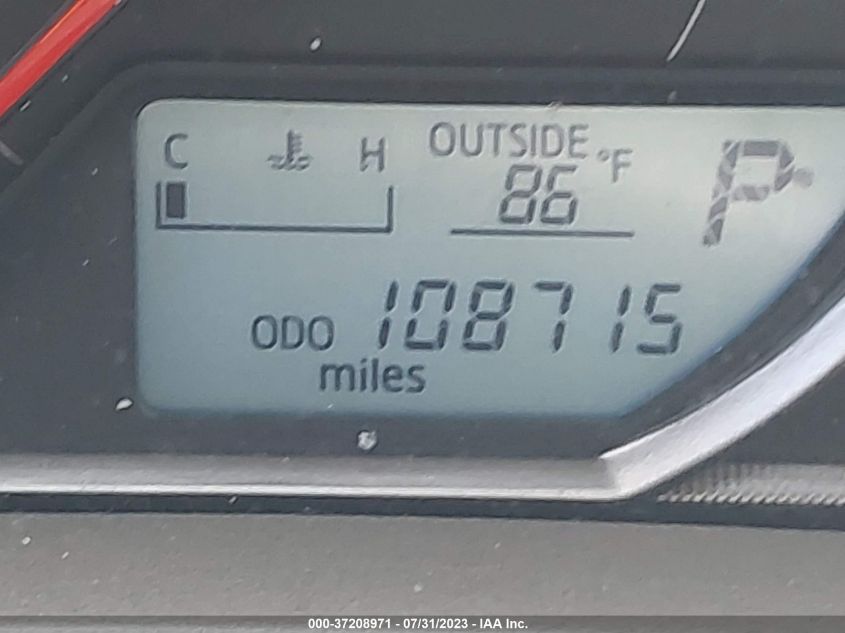 C H OUTSIDE °F
86 P
ODO 108715
miles
000-37208971 - 07/31/2023 - IAA Inc.